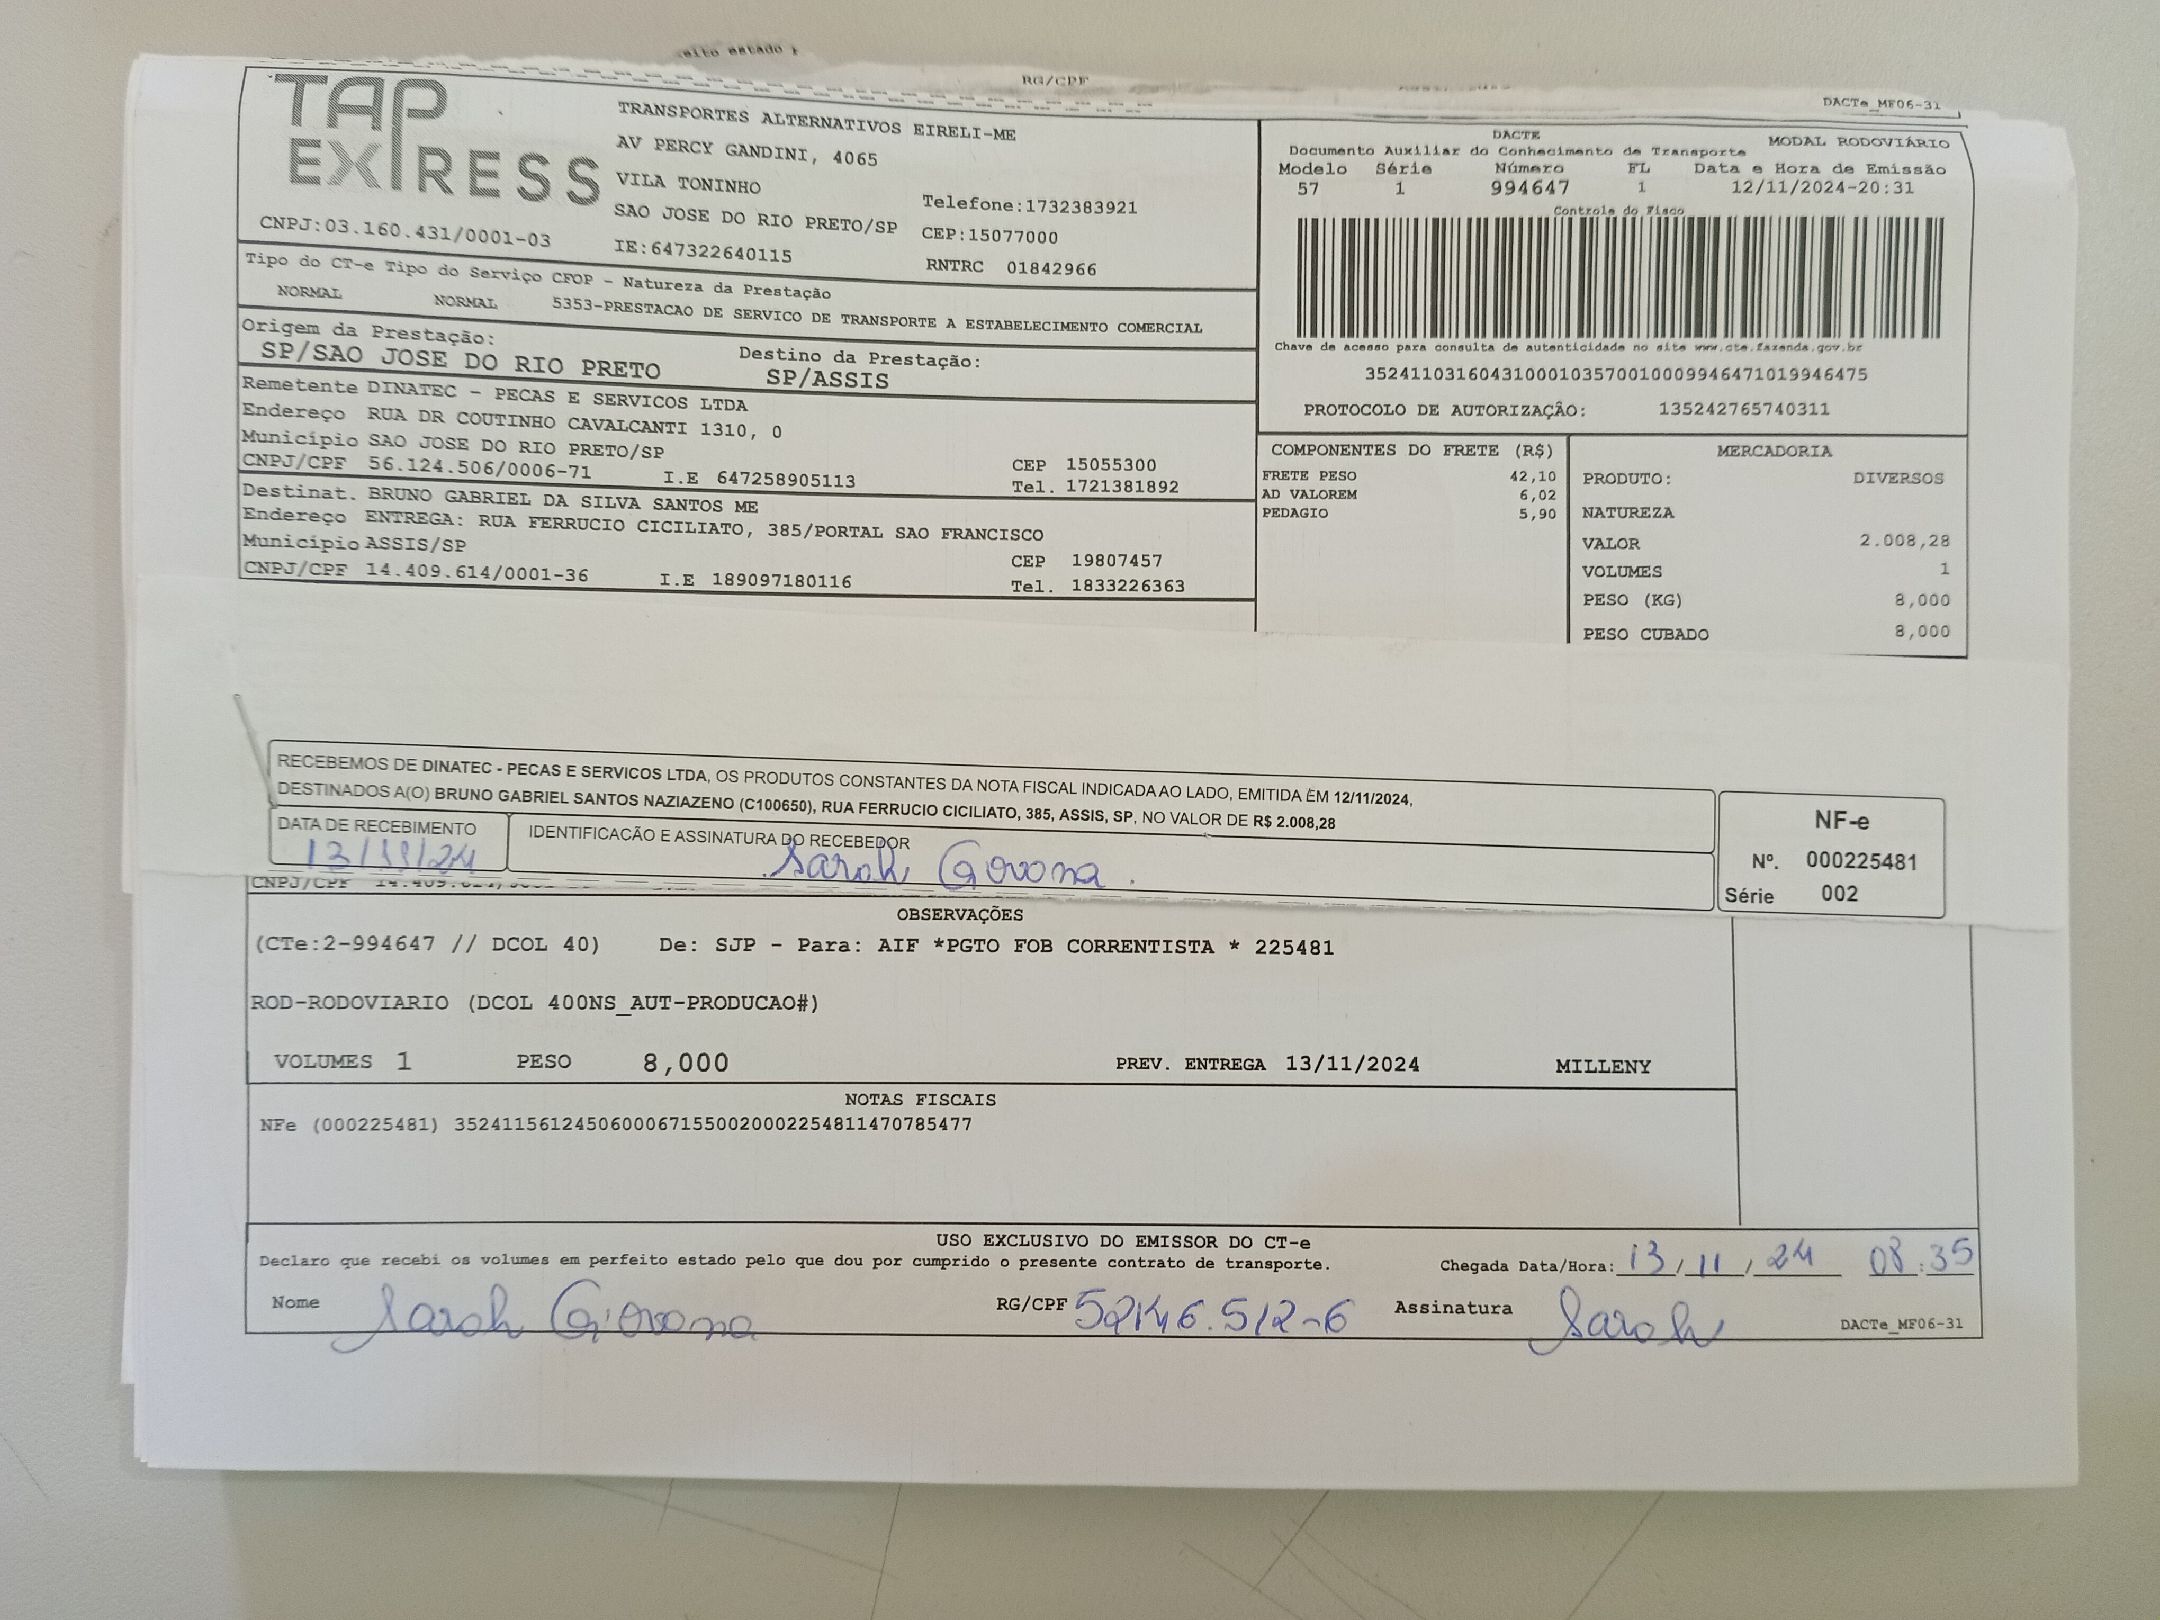 eito estado p
RG/CPF
DACTe_MF06-31
TAP EXPRESS
TRANSPORTES ALTERNATIVOS EIRELI-ME
AV PERCY GANDINI, 4065
VILA TONINHO
SAO JOSE DO RIO PRETO/SP
IE:647322640115
Telefone:1732383921
CEP:15077000
RNTRC 01842966
CNPJ:03.160.431/0001-03
Tipo do CT-e Tipo do Serviço CFOP - Natureza da Prestação
NORMAL NORMAL 5353-PRESTACAO DE SERVICO DE TRANSPORTE A ESTABELECIMENTO COMERCIAL
Origem da Prestação: Destino da Prestação:
SP/SAO JOSE DO RIO PRETO SP/ASSIS
Remetente DINATEC - PECAS E SERVICOS LTDA
Endereço RUA DR COUTINHO CAVALCANTI 1310, 0
Município SAO JOSE DO RIO PRETO/SP CEP 15055300
CNPJ/CPF 56.124.506/0006-71 I.E 647258905113 Tel. 1721381892
Destinat. BRUNO GABRIEL DA SILVA SANTOS ME
Endereço ENTREGA: RUA FERRUCIO CICILIATO, 385/PORTAL SAO FRANCISCO
Município ASSIS/SP CEP 19807457
CNPJ/CPF 14.409.614/0001-36 I.E 189097180116 Tel. 1833226363
DACTE MODAL RODOVIÁRIO
Documento Auxiliar do Conhecimento de Transporte
Modelo Série Número FL Data e Hora de Emissão
57 1 994647 1 12/11/2024-20:31
Controle do Fisco
Chave de acesso para consulta de autenticidade no site www.cte.fazenda.gov.br
35241103160431000103570010009946471019946475
PROTOCOLO DE AUTORIZAÇÃO: 135242765740311
COMPONENTES DO FRETE (R$)
FRETE PESO 42,10
AD VALOREM 6,02
PEDAGIO 5,90
MERCADORIA
PRODUTO: DIVERSOS
NATUREZA
VALOR 2.008,28
VOLUMES 1
PESO (KG) 8,000
PESO CUBADO 8,000
RECEBEMOS DE DINATEC - PECAS E SERVICOS LTDA, OS PRODUTOS CONSTANTES DA NOTA FISCAL INDICADA AO LADO, EMITIDA EM 12/11/2024,
DESTINADOS A(O) BRUNO GABRIEL SANTOS NAZIAZENO (C100650), RUA FERRUCIO CICILIATO, 385, ASSIS, SP, NO VALOR DE R$ 2.008,28
DATA DE RECEBIMENTO IDENTIFICAÇÃO E ASSINATURA DO RECEBEDOR
13/11/24 Sarah Giovona
NF-e
Nº. 000225481
Série 002
CNPJ/CPF
OBSERVAÇÕES
(CTe:2-994647 // DCOL 40) De: SJP - Para: AIF *PGTO FOB CORRENTISTA * 225481
ROD-RODOVIARIO (DCOL 400NS_AUT-PRODUCAO#)
VOLUMES 1 PESO 8,000 PREV. ENTREGA 13/11/2024 MILLENY
NOTAS FISCAIS
NFe (000225481) 35241156124506000671550020002254811470785477
USO EXCLUSIVO DO EMISSOR DO CT-e
Declaro que recebi os volumes em perfeito estado pelo que dou por cumprido o presente contrato de transporte. Chegada Data/Hora: 13/11/24 08:35
Nome Sarah Giovona RG/CPF 52146.512-6 Assinatura Sarah
DACTe_MF06-31